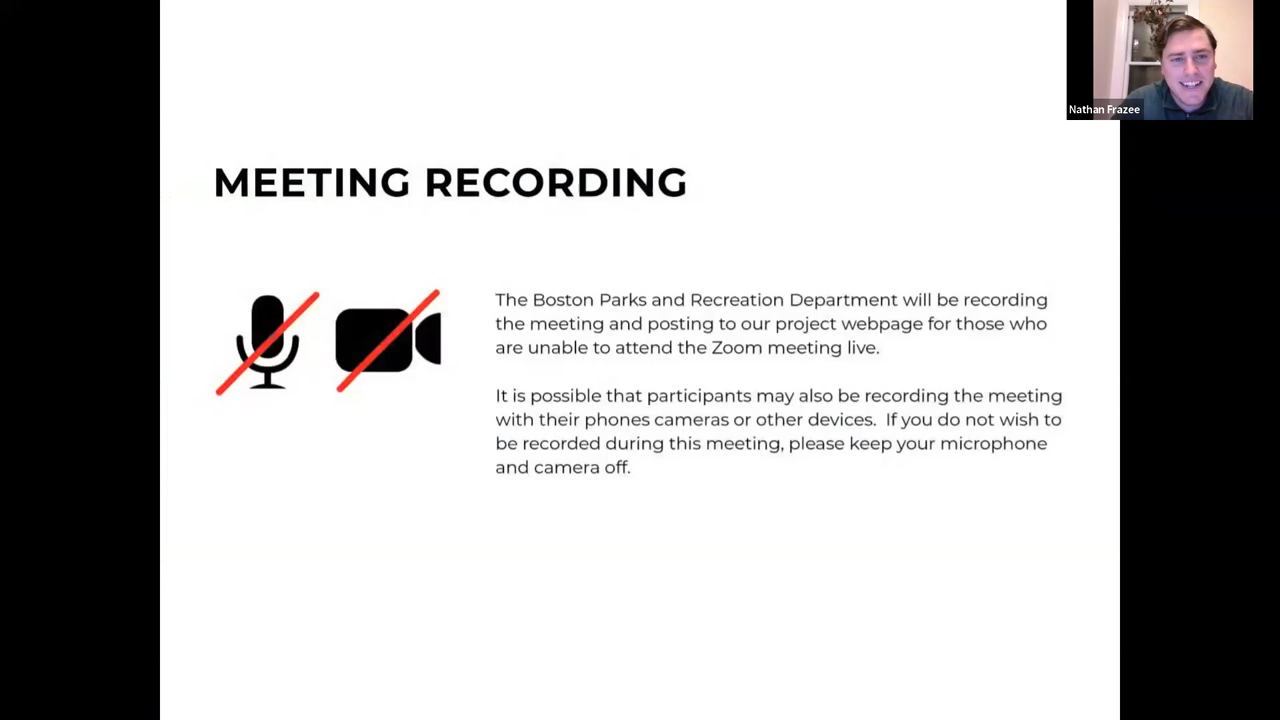 Nathan Frazee
MEETING RECORDING
The Boston Parks and Recreation Department will be recording
the meeting and posting to our project webpage for those who
are unable to attend the Zoom meeting live.
It is possible that participants may also be recording the meeting
with their phones cameras or other devices.  If you do not wish to
be recorded during this meeting, please keep your microphone
and camera off.